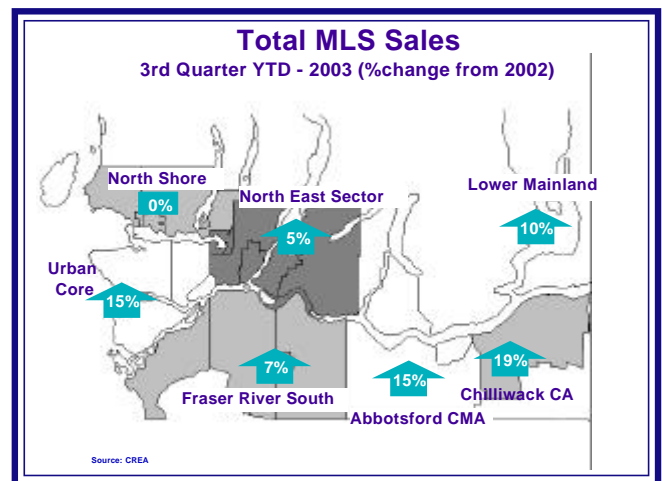 Total MLS Sales
3rd Quarter YTD - 2003 (%change from 2002)
North Shore
0%
North East Sector
5%
Lower Mainland
10%
Urban
Core
15%
7%
Fraser River South
15%
Abbotsford CMA
19%
Chilliwack CA
Source: CREA